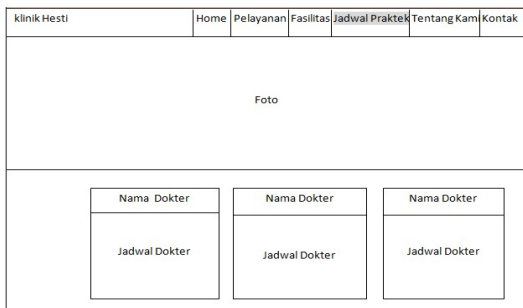 klinik Hesti Home Pelayanan Fasilitas Jadwal Praktek Tentang Kami Kontak
Foto
Nama Dokter Nama Dokter Nama Dokter
Jadwal Dokter Jadwal Dokter Jadwal Dokter